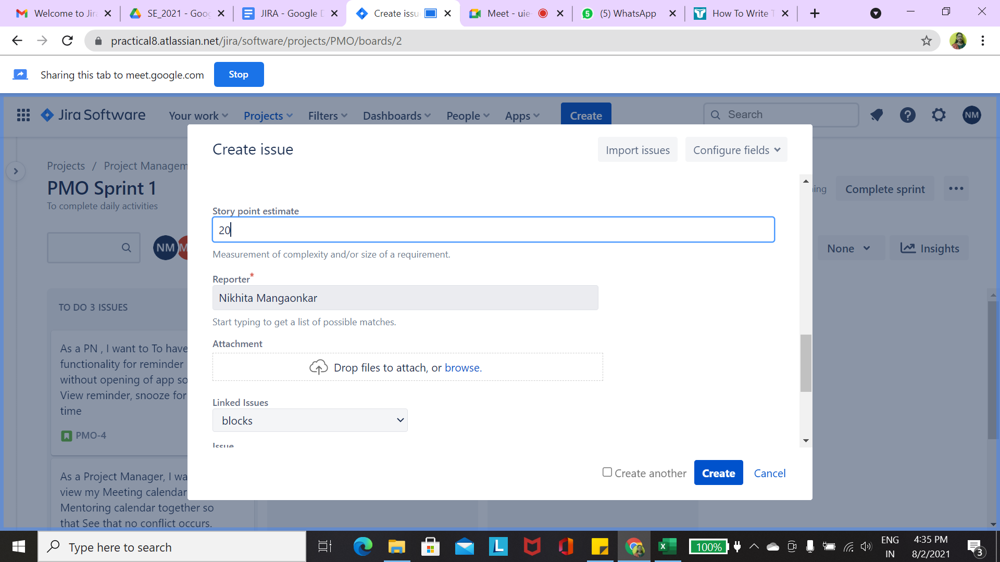 Welcome to Jira
SE_2021 - Goog
JIRA - Google D
Create issu
Meet - uie-
5
(5) WhatsApp
How To Write T
practical8.atlassian.net/jira/software/projects/PMO/boards/2
Sharing this tab to meet.google.com
Stop
Jira Software
Your work
Projects
Filters
Dashboards
People
Apps
Create
Search
NM
Create issue
Import issues
Configure fields
Projects / Project Managem
PMO Sprint 1
To complete daily activities
ing
Complete sprint
NM
M
None
Insights
Story point estimate
20
Measurement of complexity and/or size of a requirement.
Reporter*
Nikhita Mangaonkar
Start typing to get a list of possible matches.
Attachment
Drop files to attach, or browse.
Linked Issues
blocks
Issue
Create another
Create
Cancel
TO DO 3 ISSUES
As a PN , I want to To have
functionality for reminder
without opening of app so
View reminder, snooze for
time
PMO-4
As a Project Manager, I wa
view my Meeting calendar
Mentoring calendar together so
that See that no conflict occurs.
Type here to search
L
X
100%
ENG
IN
4:35 PM
8/2/2021
3